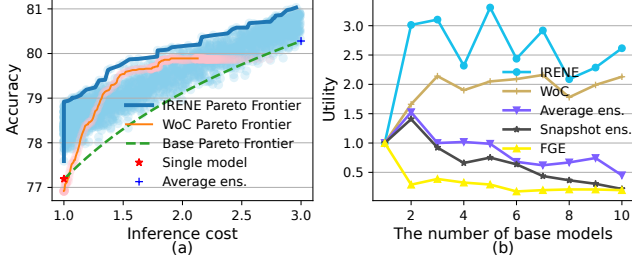 (a)
81
80
79
78
77
Accuracy
IRENE Pareto Frontier
WoC Pareto Frontier
Base Pareto Frontier
Single model
Average ens.
1.0 1.5 2.0 2.5 3.0
Inference cost
(a)
(b)
3.0
2.5
2.0
1.5
1.0
0.5
Utility
IRENE
WoC
Average ens.
Snapshot ens.
FGE
2 4 6 8 10
The number of base models
(b)